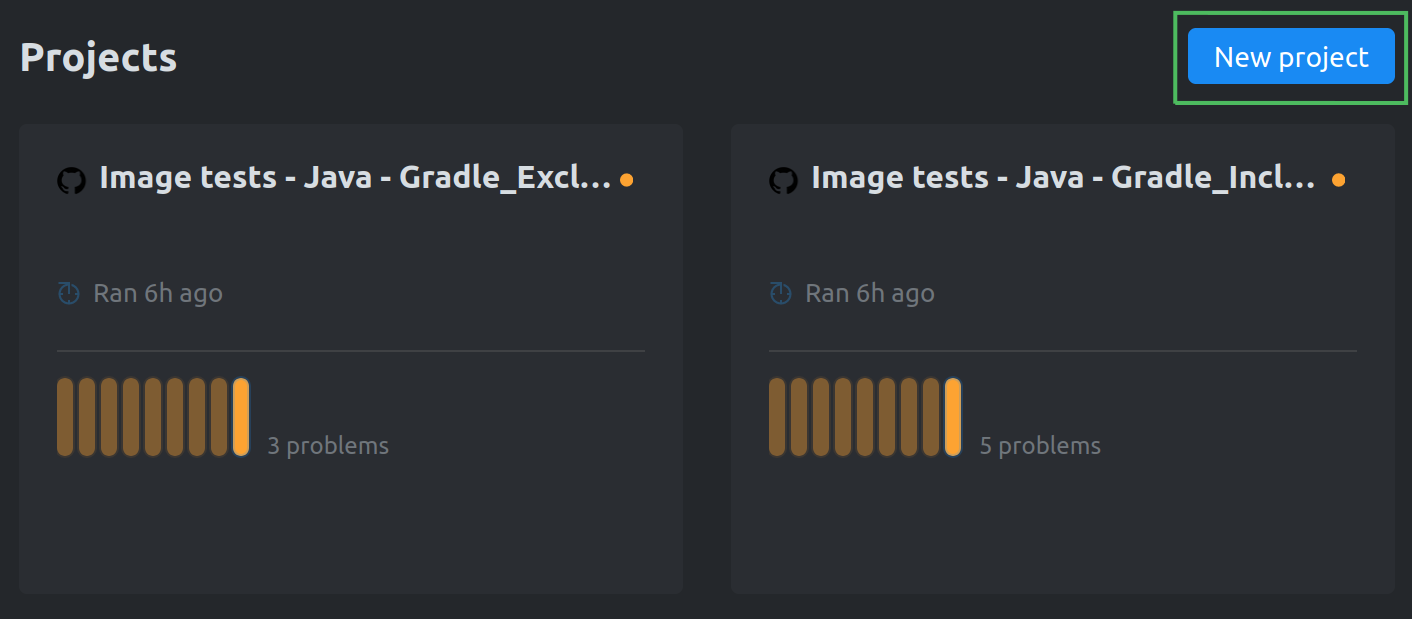 Projects
New project
Image tests - Java - Gradle_Excl...
Ran 6h ago
3 problems
Image tests - Java - Gradle_Incl...
Ran 6h ago
5 problems